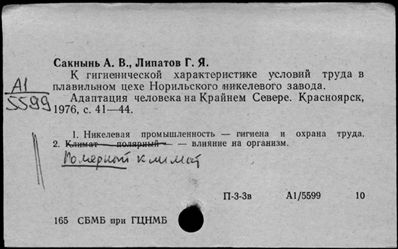 Сакнынь А. В., Липатов Г. Я.
К гигиенической характеристике условий труда в
плавильном цехе Норильского никелевого завода.
А1
5599
Адаптация человека на Крайнем Севере. Красноярск,
1976, с. 41—44.
1. Никелевая промышленность — гигиена и охрана труда.
2. Климат полярный — влияние на организм.
Полярный климат
П-3-3в А1/5599 10
165 СБМБ при ГЦНМБ